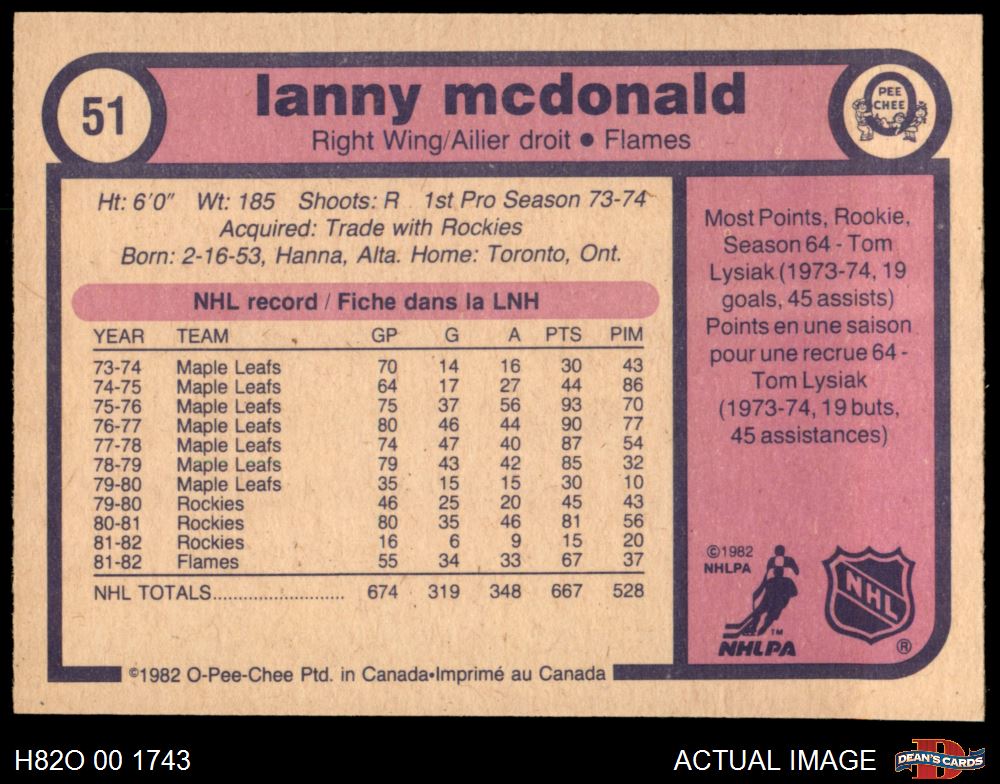 51
lanny mcdonald
Right Wing/Ailier droit • Flames
PEE
CHEE
Ht: 6'0" Wt: 185 Shoots: R 1st Pro Season 73-74
Acquired: Trade with Rockies
Born: 2-16-53, Hanna, Alta. Home: Toronto, Ont.
NHL record / Fiche dans la LNH
YEAR TEAM GP G A PTS PIM
73-74 Maple Leafs 70 14 16 30 43
74-75 Maple Leafs 64 17 27 44 86
75-76 Maple Leafs 75 37 56 93 70
76-77 Maple Leafs 80 46 44 90 77
77-78 Maple Leafs 74 47 40 87 54
78-79 Maple Leafs 79 43 42 85 32
79-80 Maple Leafs 35 15 15 30 10
79-80 Rockies 46 25 20 45 43
80-81 Rockies 80 35 46 81 56
81-82 Rockies 16 6 9 15 20
81-82 Flames 55 34 33 67 37
NHL TOTALS........................ 674 319 348 667 528
©1982 O-Pee-Chee Ptd. in Canada•Imprimé au Canada
Most Points, Rookie,
Season 64 - Tom
Lysiak (1973-74, 19
goals, 45 assists)
Points en une saison
pour une recrue 64 -
Tom Lysiak
(1973-74, 19 buts,
45 assistances)
©1982
NHLPA
TM
NHLPA
NHL
®
H82O 00 1743
ACTUAL IMAGE
D
DEAN'S CARDS